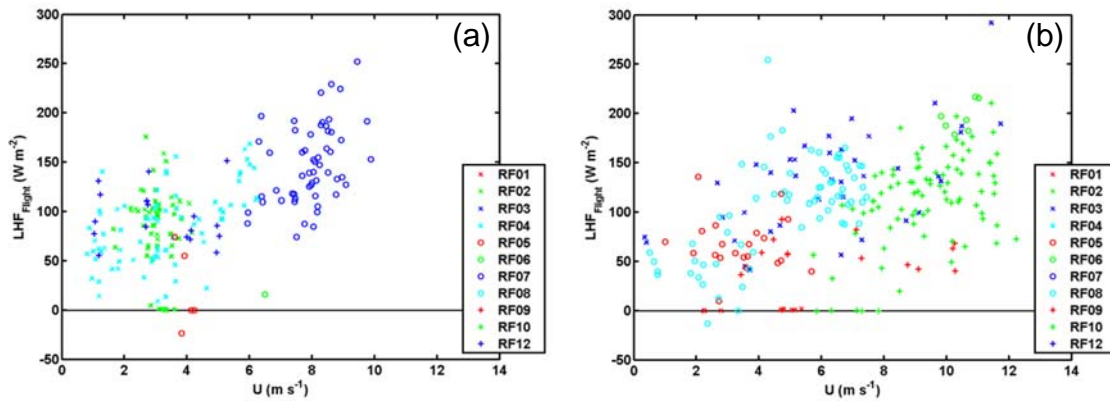 (a)
300
250
200
150
100
50
0
-50
LHF_Flight (W m^-2)
0 2 4 6 8 10 12 14
U (m s^-1)
RF01
RF02
RF03
RF04
RF05
RF06
RF07
RF08
RF09
RF10
RF12
(b)
300
250
200
150
100
50
0
-50
LHF_Flight (W m^-2)
0 2 4 6 8 10 12 14
U (m s^-1)
RF01
RF02
RF03
RF04
RF05
RF06
RF07
RF08
RF09
RF10
RF12